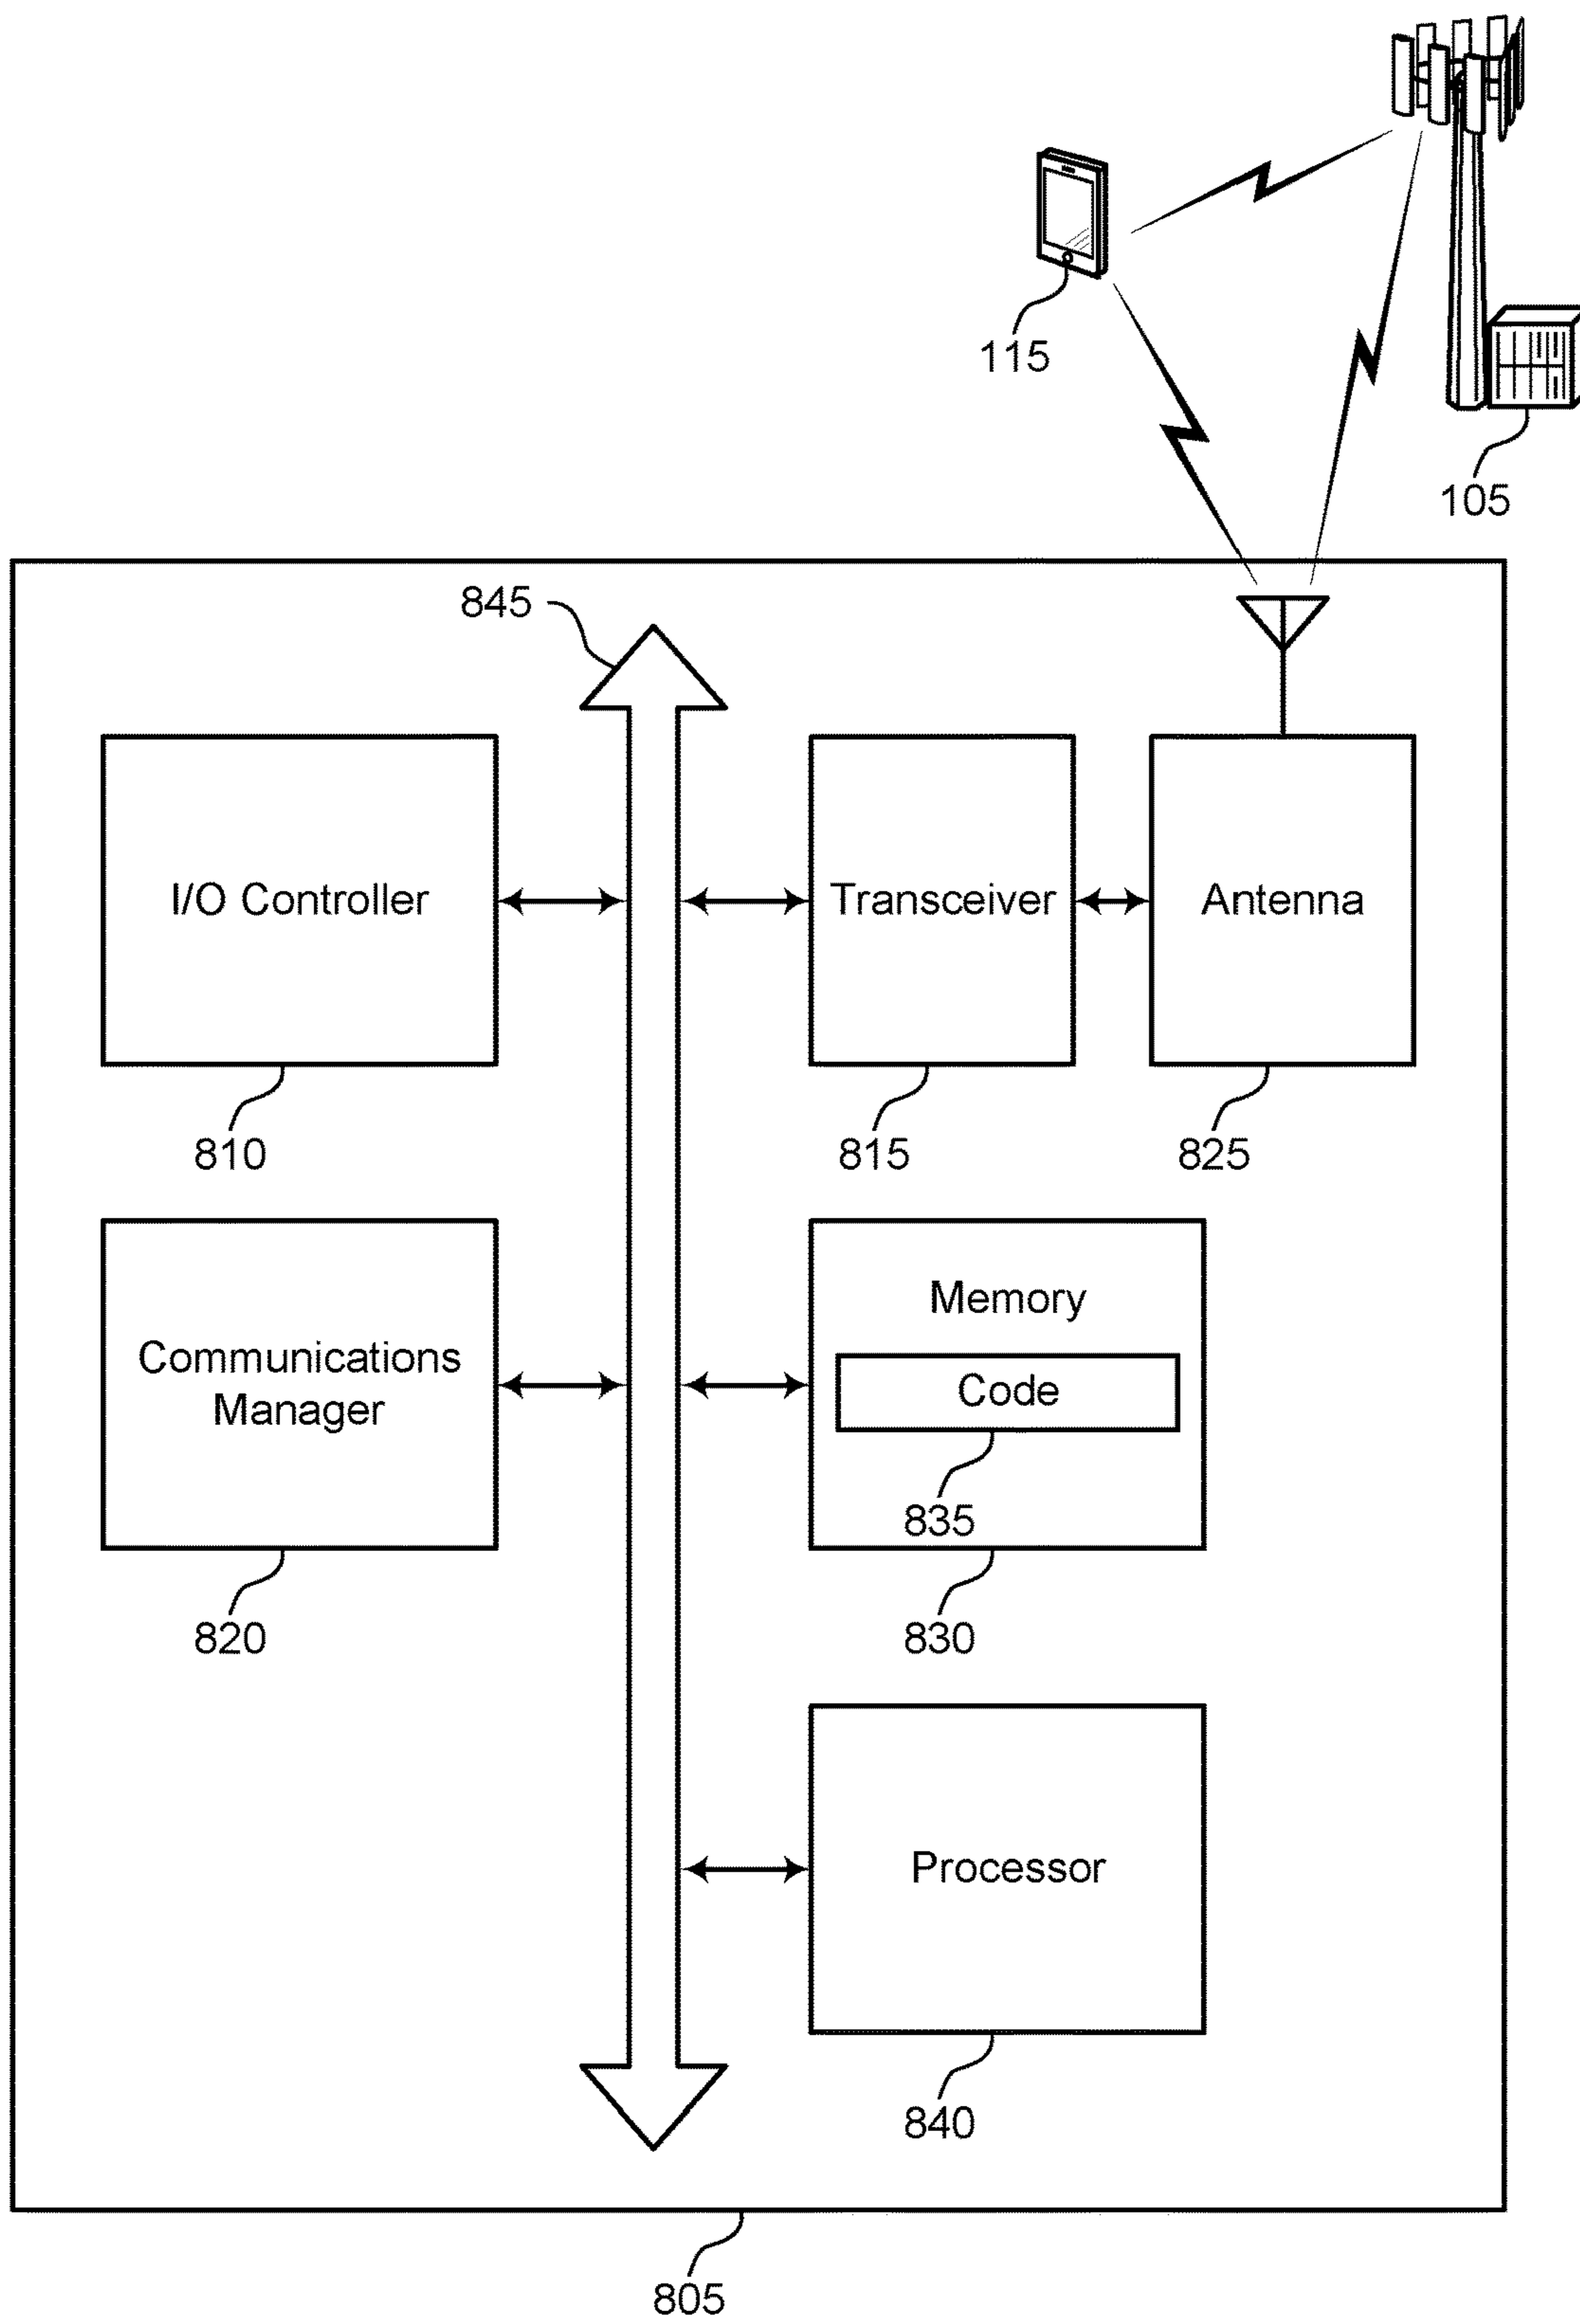 115
105
845
I/O Controller
Transceiver
Antenna
810
815
825
Communications
Manager
Memory
Code
835
820
830
Processor
840
805